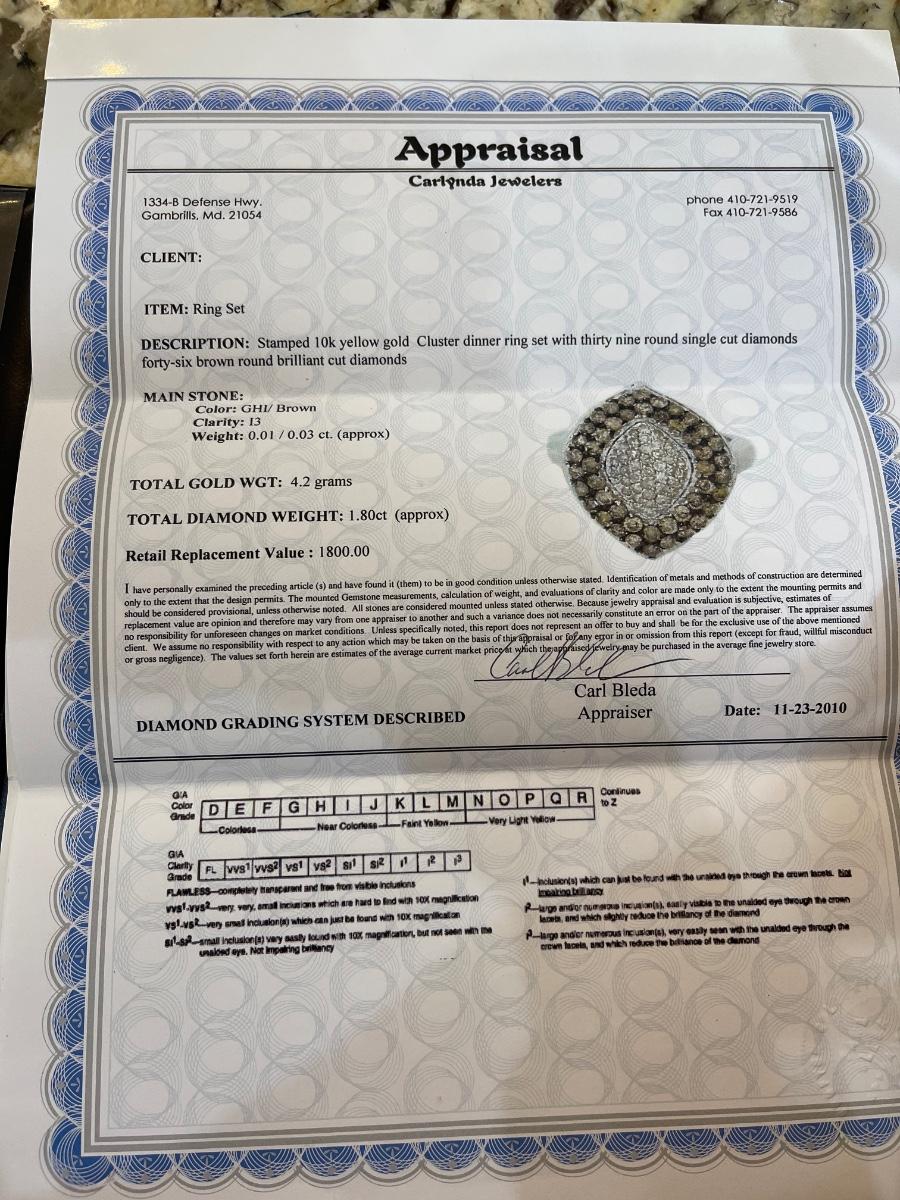 Appraisal
Carlynda Jewelers
1334-B Defense Hwy.
Gambrills, Md. 21054
phone 410-721-9519
Fax 410-721-9586
CLIENT:
ITEM: Ring Set
DESCRIPTION: Stamped 10k yellow gold Cluster dinner ring set with thirty nine round single cut diamonds
forty-six brown round brilliant cut diamonds
MAIN STONE:
Color: GHI/ Brown
Clarity: I3
Weight: 0.01 / 0.03 ct. (approx)
TOTAL GOLD WGT: 4.2 grams
TOTAL DIAMOND WEIGHT: 1.80ct (approx)
Retail Replacement Value : 1800.00
I have personally examined the preceding article (s) and have found it (them) to be in good condition unless otherwise stated. Identification of metals and methods of construction are determined
only to the extent that the design permits. The mounted Gemstone measurements, calculation of weight, and evaluations of clarity and color are made only to the extent the mounting permits and
should be considered provisional, unless otherwise noted. All stones are considered mounted unless stated otherwise. Because jewelry appraisal and evaluation is subjective, estimates of
replacement value are opinion and therefore may vary from one appraiser to another and such a variance does not necessarily constitute an error on the part of the appraiser. The appraiser assumes
no responsibility for unforeseen changes on market conditions. Unless specifically noted, this report does not represent an offer to buy and shall be for the exclusive use of the above mentioned
client. We assume no responsibility with respect to any action which may be taken on the basis of this appraisal or for any error in or omission from this report (except for fraud, willful misconduct
or gross negligence). The values set forth herein are estimates of the average current market price at which the appraised jewelry may be purchased in the average fine jewelry store.
Carl Bleda
Carl Bleda
Appraiser
Date: 11-23-2010
DIAMOND GRADING SYSTEM DESCRIBED
GIA
Color
Grade
D E F G H I J K L M N O P Q R
Continues
to Z
Colorless Near Colorless Faint Yellow Very Light Yellow
GIA
Clarity
Grade
FL VVS1 VVS2 VS1 VS2 SI1 SI2 I1 I2 I3
FLAWLESS—completely transparent and free from visible inclusions
VVS1-VVS2—very, very, small inclusions which are hard to find with 10X magnification
VS1-VS2—very small inclusion(s) which can just be found with 10X magnification
SI1-SI2—small inclusion(s) very easily found with 10X magnification, but not seen with the
unaided eye. Not impairing brilliancy
I1—inclusion(s) which can just be found with the unaided eye through the crown facets. Not
impairing brilliancy
I2—large and/or numerous inclusion(s), easily visible to the unaided eye through the crown
facets, and which slightly reduce the brilliancy of the diamond
I3—large and/or numerous inclusion(s), very easily seen with the unaided eye through the
crown facets, and which reduce the brilliance of the diamond